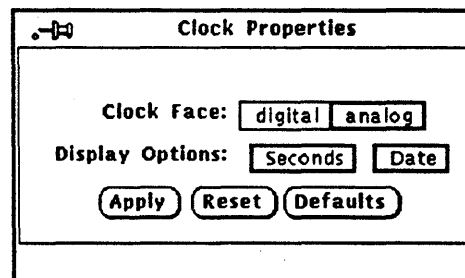 Clock Properties
Clock Face: digital analog
Display Options: Seconds Date
Apply Reset Defaults